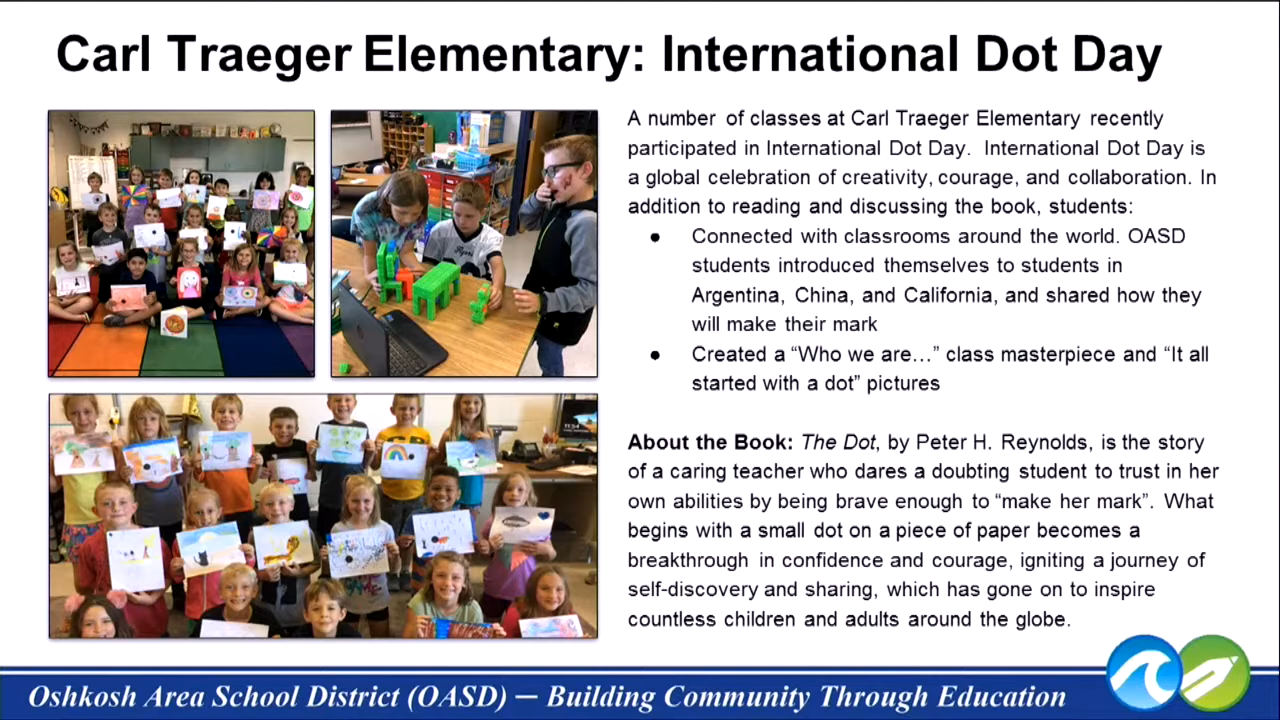 Carl Traeger Elementary: International Dot Day
A number of classes at Carl Traeger Elementary recently
participated in International Dot Day. International Dot Day is
a global celebration of creativity, courage, and collaboration. In
addition to reading and discussing the book, students:
● Connected with classrooms around the world. OASD
students introduced themselves to students in
Argentina, China, and California, and shared how they
will make their mark
● Created a “Who we are…” class masterpiece and “It all
started with a dot” pictures
About the Book: The Dot, by Peter H. Reynolds, is the story
of a caring teacher who dares a doubting student to trust in her
own abilities by being brave enough to “make her mark”. What
begins with a small dot on a piece of paper becomes a
breakthrough in confidence and courage, igniting a journey of
self-discovery and sharing, which has gone on to inspire
countless children and adults around the globe.
11:54
Oshkosh Area School District (OASD) — Building Community Through Education